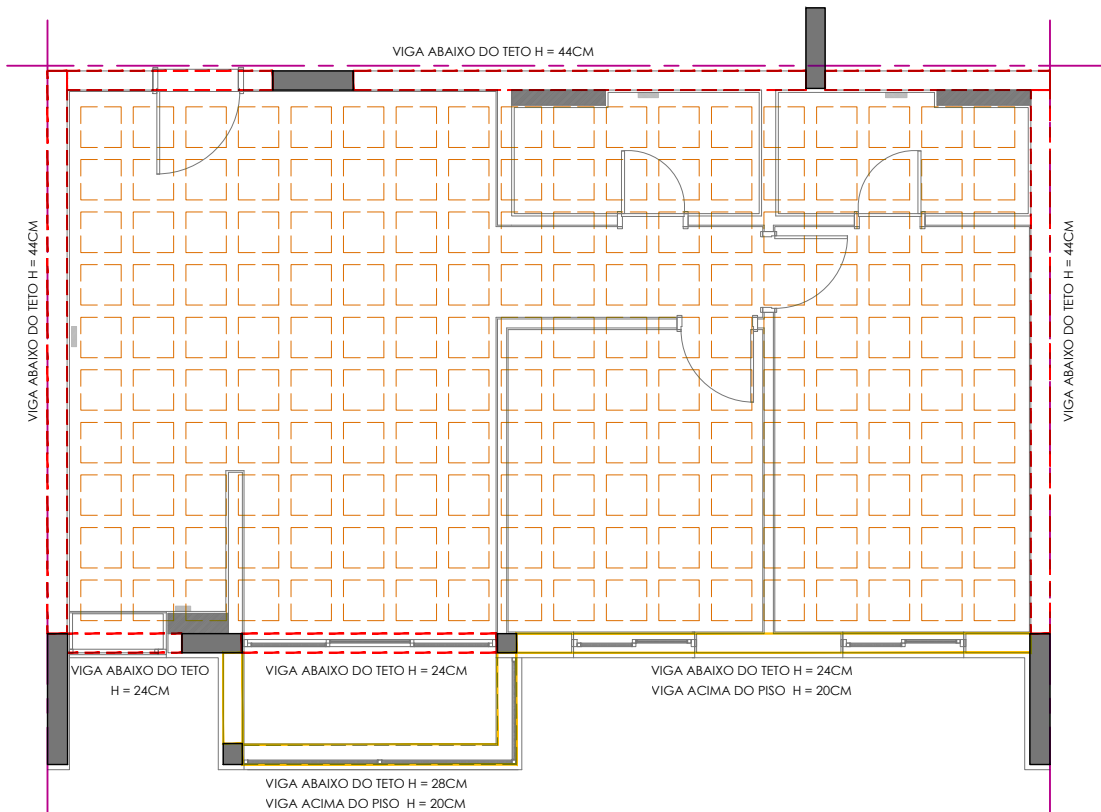 VIGA ABAIXO DO TETO H = 44CM
VIGA ABAIXO DO TETO H = 44CM
VIGA ABAIXO DO TETO H = 44CM
VIGA ABAIXO DO TETO
H = 24CM
VIGA ABAIXO DO TETO H = 24CM
VIGA ABAIXO DO TETO H = 24CM
VIGA ACIMA DO PISO H = 20CM
VIGA ABAIXO DO TETO H = 28CM
VIGA ACIMA DO PISO H = 20CM